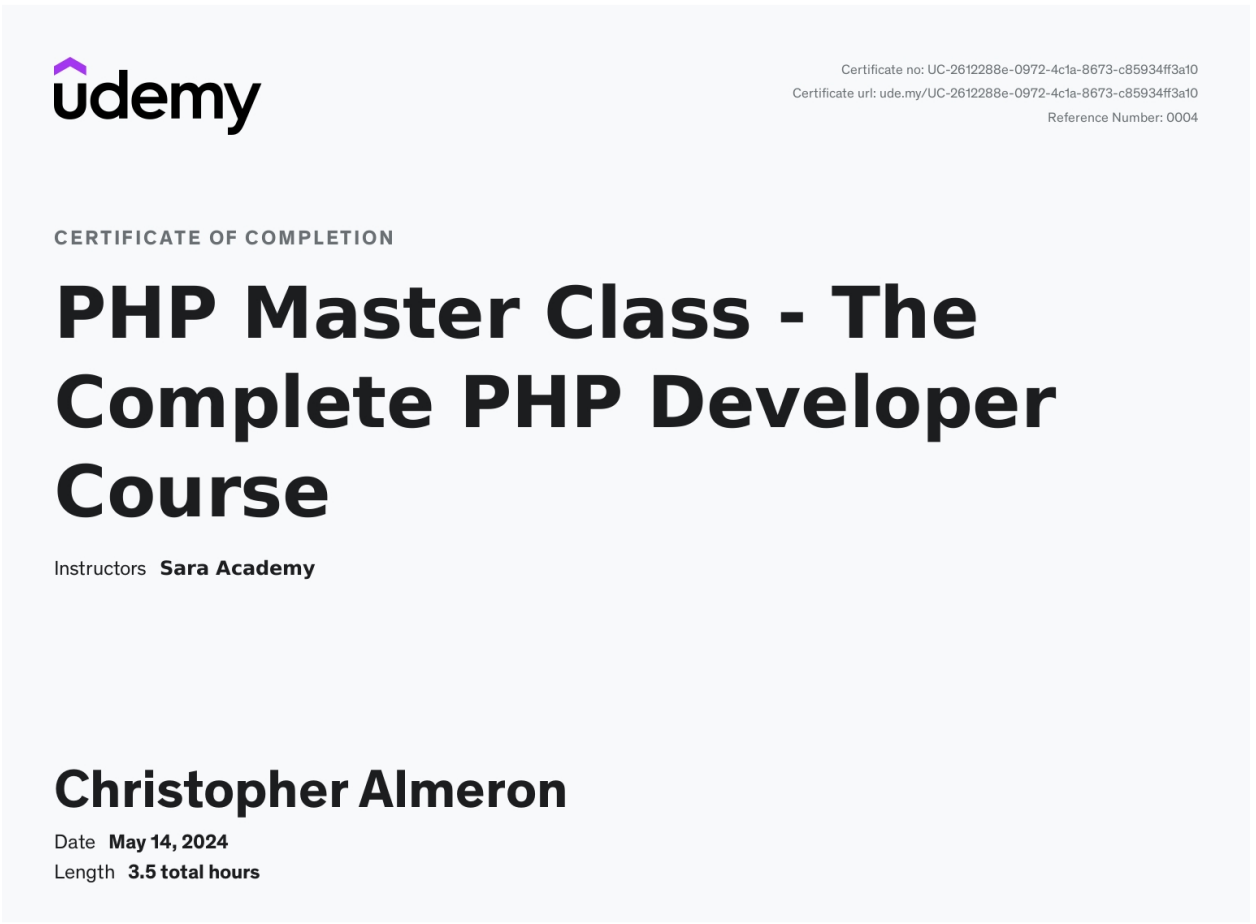 udemy
Certificate no: UC-2612288e-0972-4c1a-8673-c85934ff3a10
Certificate url: ude.my/UC-2612288e-0972-4c1a-8673-c85934ff3a10
Reference Number: 0004
CERTIFICATE OF COMPLETION
PHP Master Class - The
Complete PHP Developer
Course
Instructors Sara Academy
Christopher Almeron
Date May 14, 2024
Length 3.5 total hours